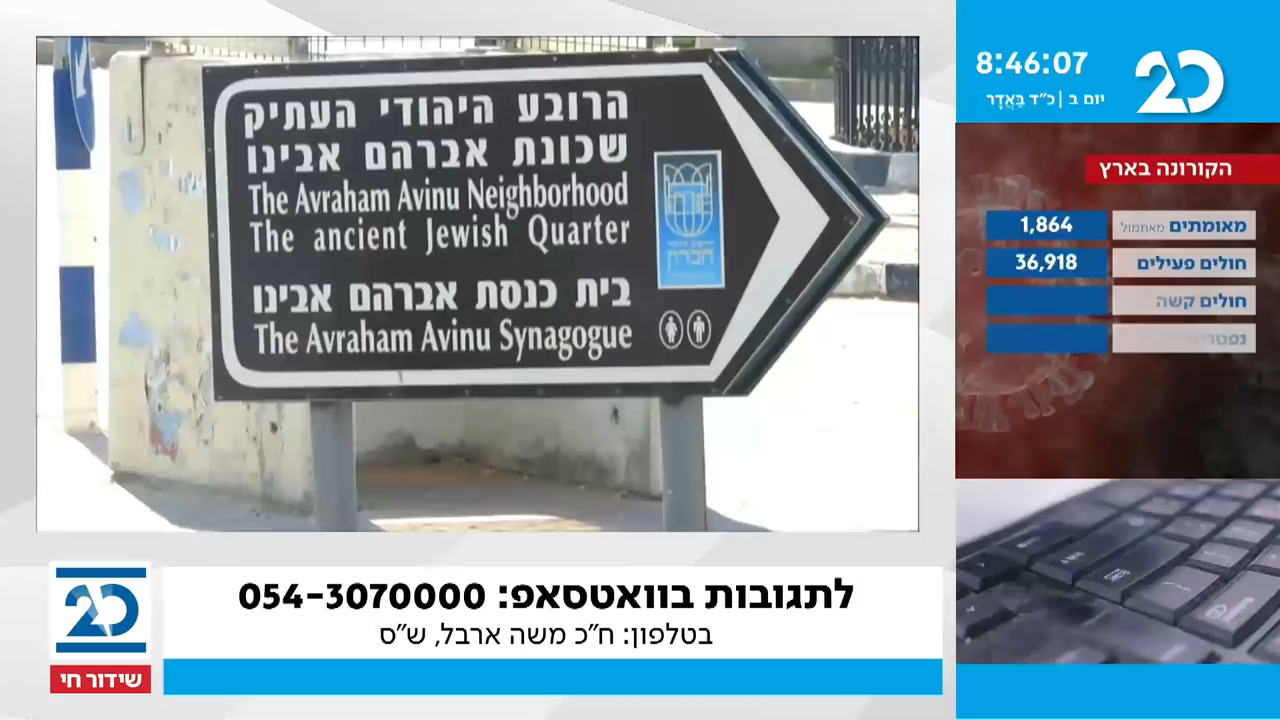 הרובע היהודי העתיק
שכונת אברהם אבינו
The Avraham Avinu Neighborhood
The ancient Jewish Quarter
בית כנסת אברהם אבינו
The Avraham Avinu Synagogue
חברון
8:46:07
יום ב | כ"ד בַּאֲדָר
20
הקורונה בארץ
מאומתים מאתמול 1,864
חולים פעילים 36,918
חולים קשה
נפטרים
לתגובות בוואטסאפ: 054-3070000
בטלפון: ח"כ משה ארבל, ש"ס
20
שידור חי